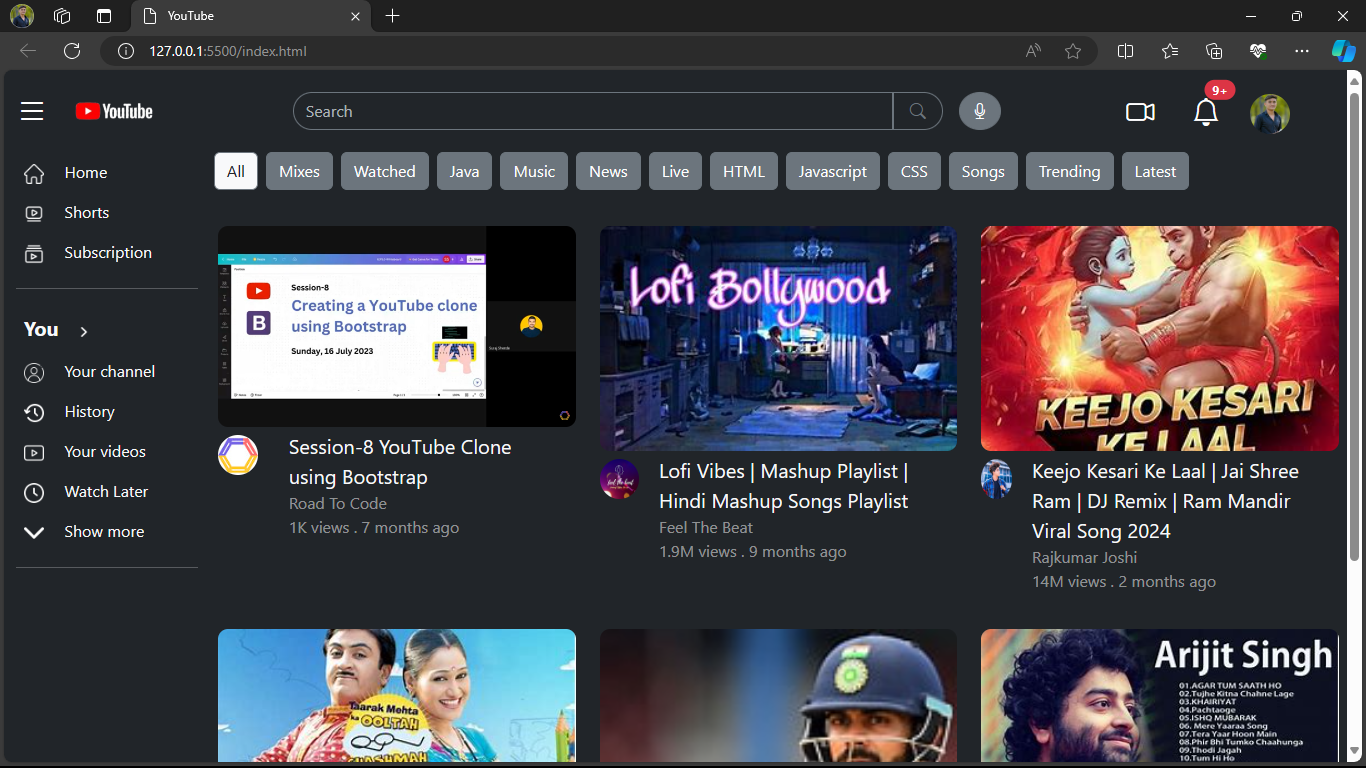 YouTube
127.0.0.1:5500/index.html
YouTube
Search
9+
Home
Shorts
Subscription
You
Your channel
History
Your videos
Watch Later
Show more
All Mixes Watched Java Music News Live HTML Javascript CSS Songs Trending Latest
Session-8
Creating a YouTube clone
using Bootstrap
B
Sunday, 16 July 2023
Session-8 YouTube Clone
using Bootstrap
Road To Code
1K views . 7 months ago
Lofi Bollywood
Lofi Vibes | Mashup Playlist |
Hindi Mashup Songs Playlist
Feel The Beat
1.9M views . 9 months ago
KEEJO KESARI
KE LAAL
Keejo Kesari Ke Laal | Jai Shree
Ram | DJ Remix | Ram Mandir
Viral Song 2024
Rajkumar Joshi
14M views . 2 months ago
Taarak Mehta
ka OOLTAH
CHASHMAH
Arijit Singh
01.AGAR TUM SAATH HO
02.Tujhe Kitna Chahne Lage
03.KHAIRIYAT
04.Pachtaoge
05.ISHQ MUBARAK
06. Mere Yaaraa Song
07.Tera Yaar Hoon Main
08.Phir Bhi Tumko Chaahunga
09.Thodi Jagah
10.Tum Hi Ho